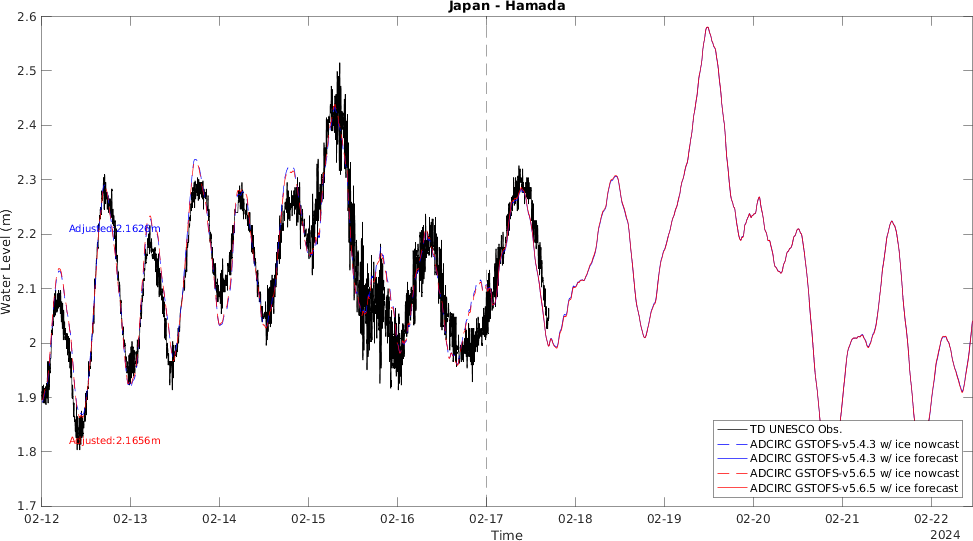 Japan - Hamada
Water Level (m)
2.6
2.5
2.4
2.3
2.2
2.1
2
1.9
1.8
1.7
Adjusted:2.1620m
Adjusted:2.1656m
TD UNESCO Obs.
ADCIRC GSTOFS-v5.4.3 w/ ice nowcast
ADCIRC GSTOFS-v5.4.3 w/ ice forecast
ADCIRC GSTOFS-v5.6.5 w/ ice nowcast
ADCIRC GSTOFS-v5.6.5 w/ ice forecast
02-12 02-13 02-14 02-15 02-16 02-17 02-18 02-19 02-20 02-21 02-22
Time
2024